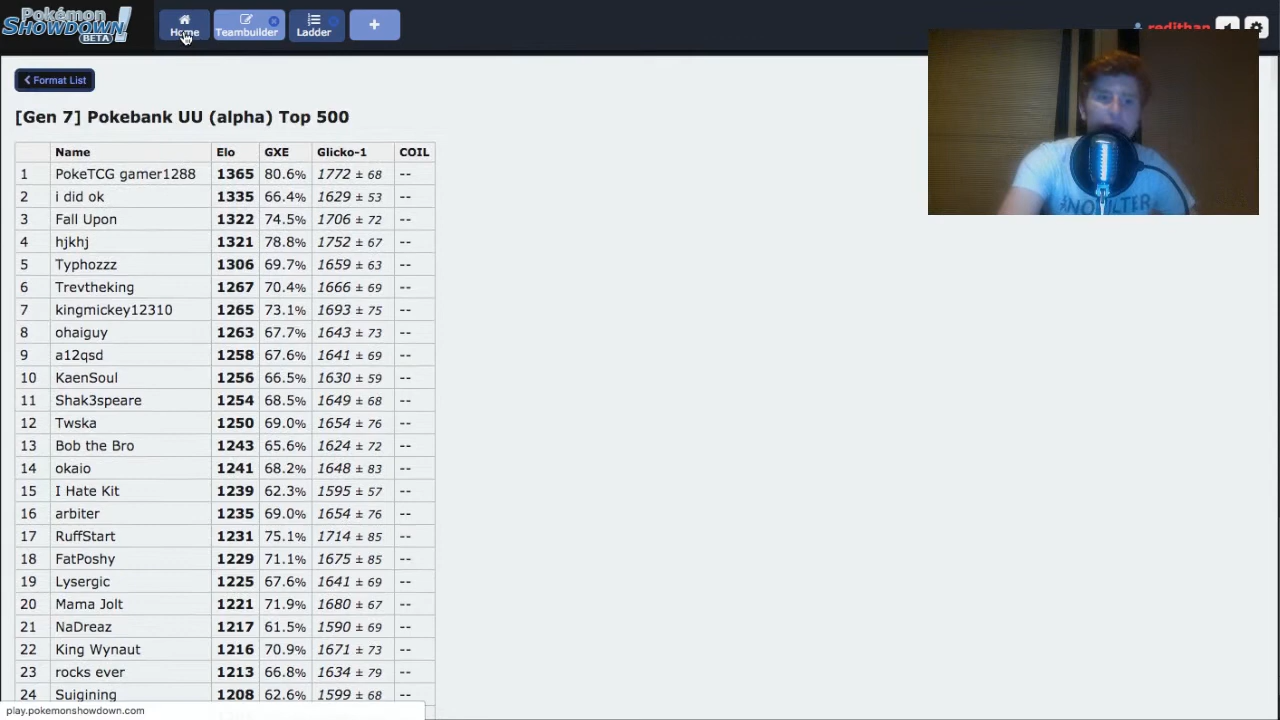 Pokémon
SHOWDOWN!
BETA
Home
Teambuilder
Ladder
+
redithan
Format List
[Gen 7] Pokebank UU (alpha) Top 500
Name Elo GXE Glicko-1 COIL
1 PokeTCG gamer1288 1365 80.6% 1772 ± 68 --
2 i did ok 1335 66.4% 1629 ± 53 --
3 Fall Upon 1322 74.5% 1706 ± 72 --
4 hjkhj 1321 78.8% 1752 ± 67 --
5 Typhozzz 1306 69.7% 1659 ± 63 --
6 Trevtheking 1267 70.4% 1666 ± 69 --
7 kingmickey12310 1265 73.1% 1693 ± 75 --
8 ohaiguy 1263 67.7% 1643 ± 73 --
9 a12qsd 1258 67.6% 1641 ± 69 --
10 KaenSoul 1256 66.5% 1630 ± 59 --
11 Shak3speare 1254 68.5% 1649 ± 68 --
12 Twska 1250 69.0% 1654 ± 76 --
13 Bob the Bro 1243 65.6% 1624 ± 72 --
14 okaio 1241 68.2% 1648 ± 83 --
15 I Hate Kit 1239 62.3% 1595 ± 57 --
16 arbiter 1235 69.0% 1654 ± 76 --
17 RuffStart 1231 75.1% 1714 ± 85 --
18 FatPoshy 1229 71.1% 1675 ± 85 --
19 Lysergic 1225 67.6% 1641 ± 69 --
20 Mama Jolt 1221 71.9% 1680 ± 67 --
21 NaDreaz 1217 61.5% 1590 ± 69 --
22 King Wynaut 1216 70.9% 1671 ± 73 --
23 rocks ever 1213 66.8% 1634 ± 79 --
24 Suigining 1208 62.6% 1599 ± 68 --
play.pokemonshowdown.com
NOFILTER